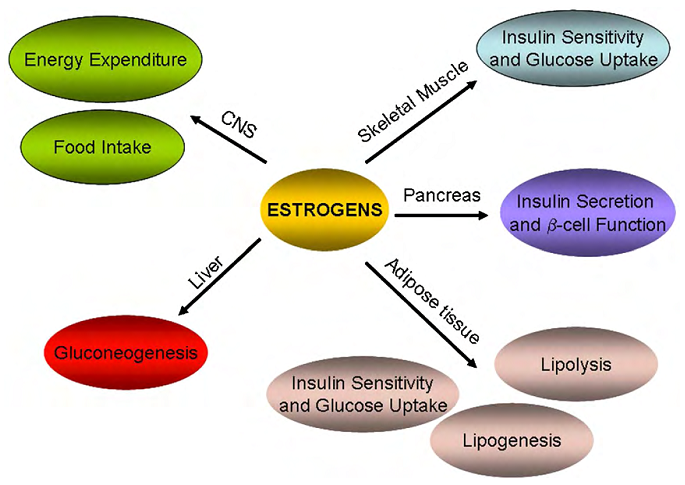 Energy Expenditure
Food Intake
CNS
Skeletal Muscle
Insulin Sensitivity
and Glucose Uptake
ESTROGENS
Pancreas
Insulin Secretion
and β-cell Function
Liver
Gluconeogenesis
Adipose tissue
Insulin Sensitivity
and Glucose Uptake
Lipolysis
Lipogenesis